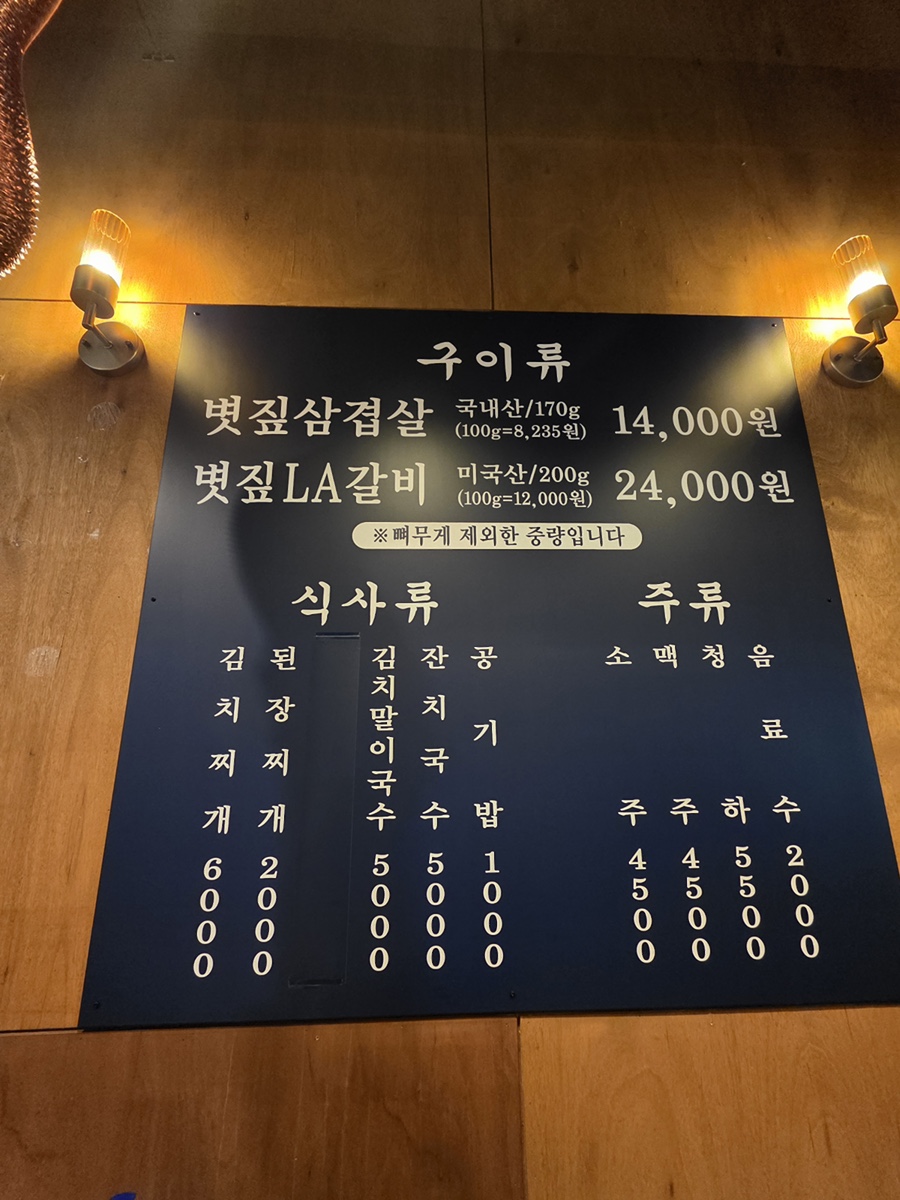 구이류
볏짚삼겹살 국내산/170g (100g=8,235원) 14,000원
볏짚LA갈비 미국산/200g (100g=12,000원) 24,000원
※뼈무게 제외한 중량입니다
식사류
김치찌개 6000
된장찌개 2000
김치말이국수 5000
잔치국수 5000
공기밥 1000
주류
소주 4500
맥주 4500
청하 5500
음료수 2000